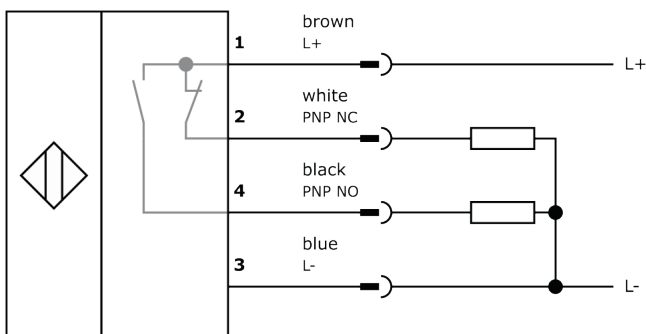 brown
1
L+
L+
white
2
PNP NC
black
4
PNP NO
blue
3
L-
L-